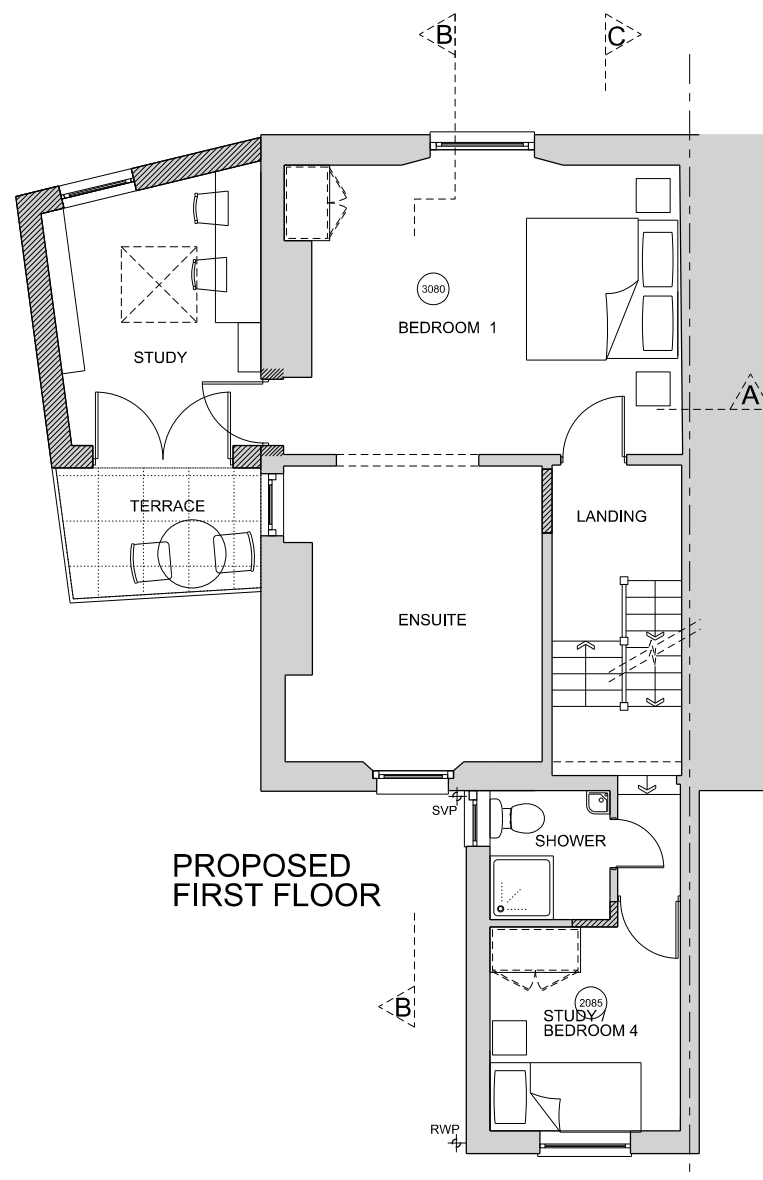 B
C
3080
BEDROOM 1
STUDY
A
TERRACE
LANDING
ENSUITE
SVP
SHOWER
PROPOSED
FIRST FLOOR
B
2085
STUDY /
BEDROOM 4
RWP